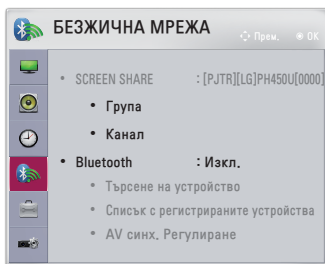 БЕЗЖИЧНА МРЕЖА
Прем. OK
• SCREEN SHARE : [PJTR][LG]PH450U[0000]
• Група
• Канал
• Bluetooth : Изкл.
• Търсене на устройство
• Списък с регистрираните устройства
• AV синх. Регулиране